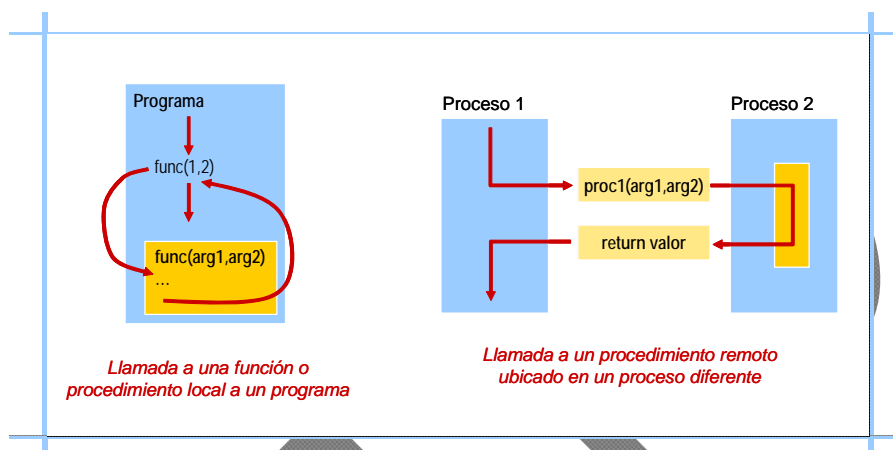 Programa
func(1,2)
func(arg1,arg2)
...
Llamada a una función o
procedimiento local a un programa
Proceso 1
Proceso 2
proc1(arg1,arg2)
return valor
Llamada a un procedimiento remoto
ubicado en un proceso diferente